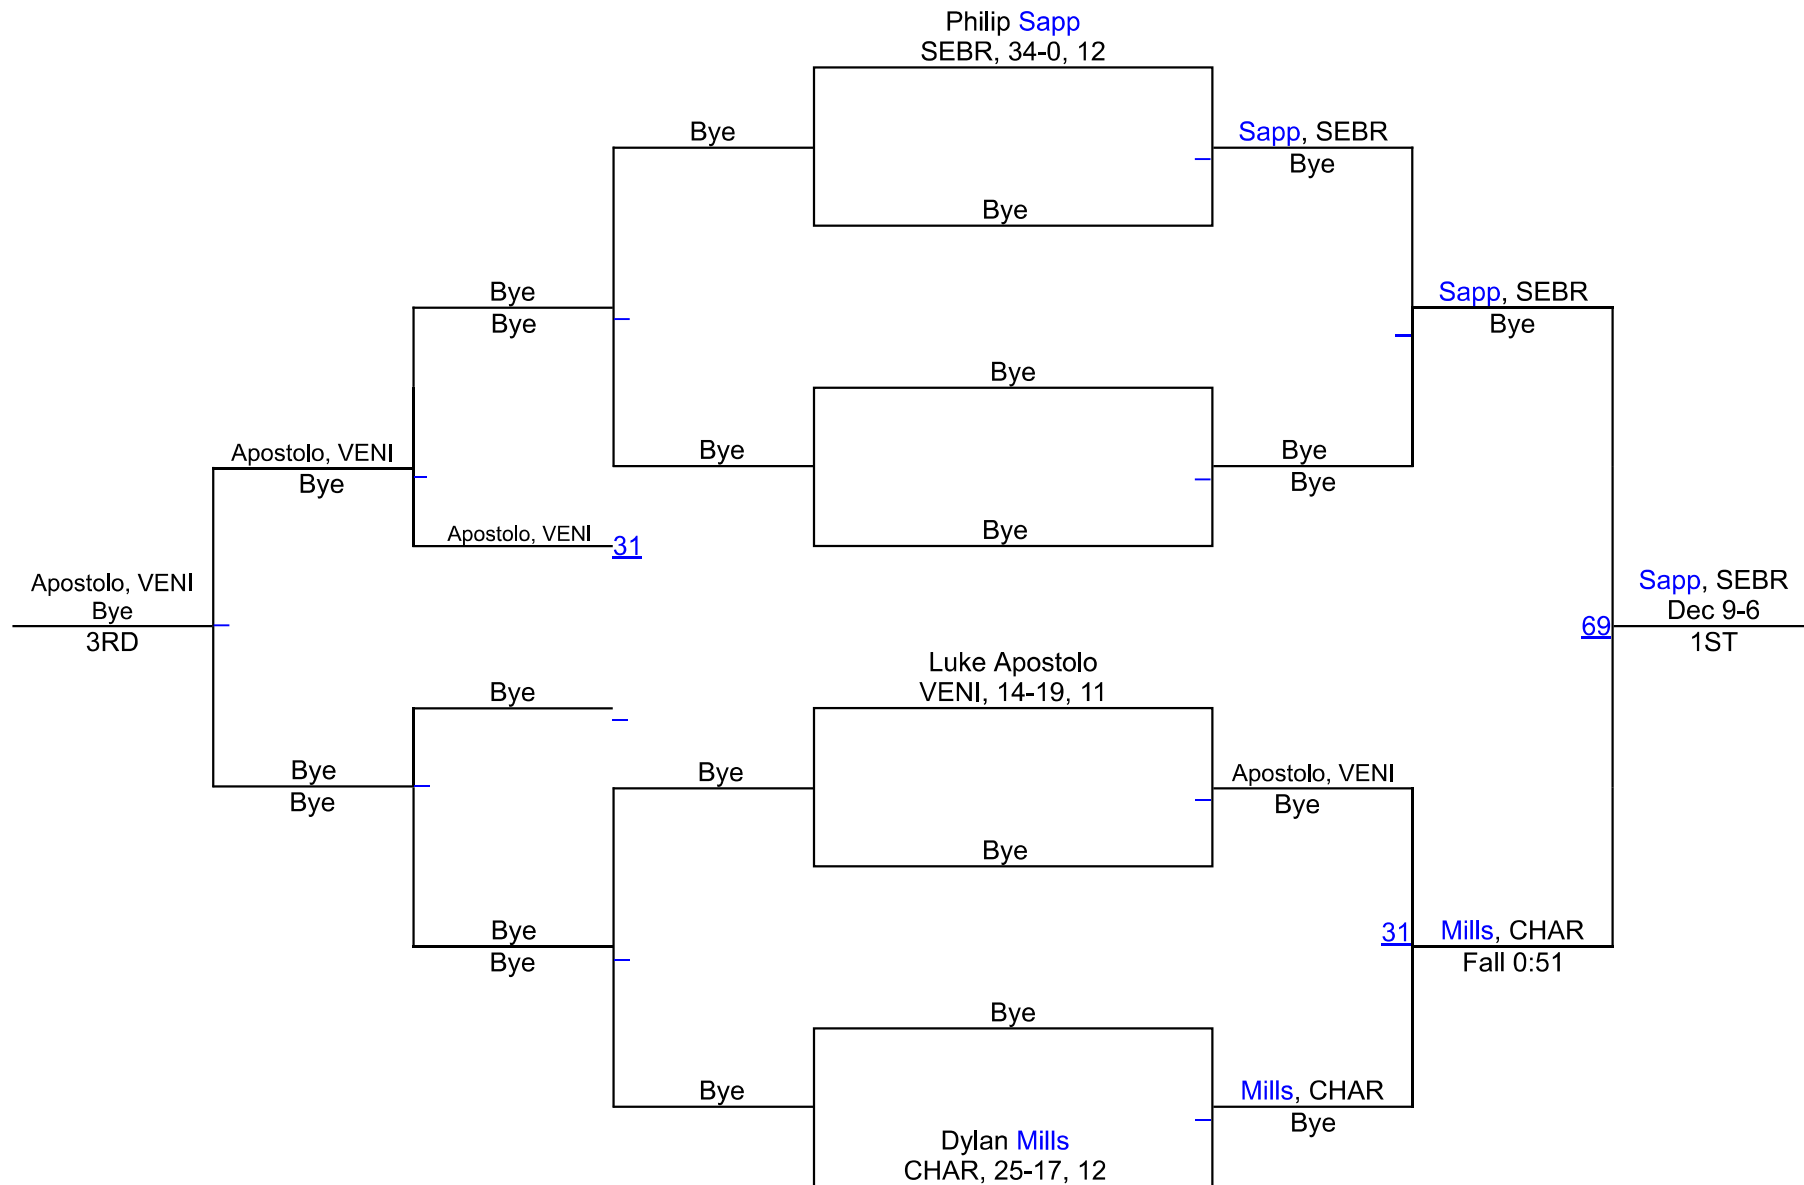 Philip Sapp
SEBR, 34-0, 12
Bye
Sapp, SEBR
Bye
Bye
Bye
Bye
Sapp, SEBR
Bye
Bye
Apostolo, VENI
Bye
Bye
Bye
Bye
Apostolo, VENI
31
Bye
Apostolo, VENI
Bye
3RD
Sapp, SEBR
Dec 9-6
69
1ST
Luke Apostolo
VENI, 14-19, 11
Bye
Bye
Bye
Bye
Apostolo, VENI
Bye
Bye
Bye
Bye
31
Mills, CHAR
Fall 0:51
Bye
Bye
Mills, CHAR
Bye
Dylan Mills
CHAR, 25-17, 12